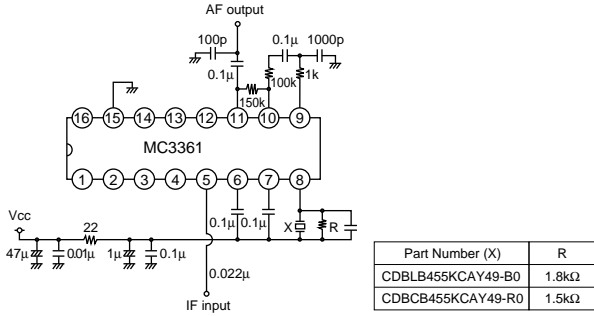 AF output
100p
0.1μ
1000p
0.1μ
100k
1k
150k
16 15 14 13 12 11 10 9
MC3361
1 2 3 4 5 6 7 8
Vcc
22
0.1μ
0.1μ
X
R
47μ
0.01μ
1μ
0.1μ
0.022μ
IF input
Part Number (X) R
CDBLB455KCAY49-B0 1.8kΩ
CDBCB455KCAY49-R0 1.5kΩ